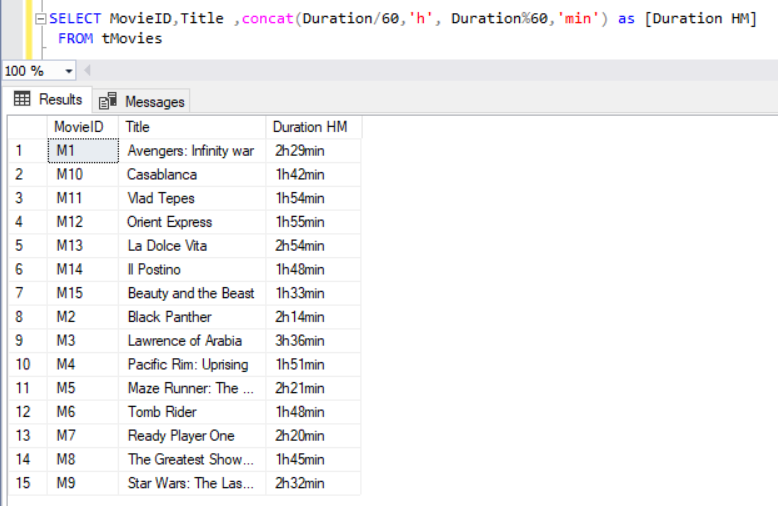 SELECT MovieID,Title ,concat(Duration/60,'h', Duration%60,'min') as [Duration HM]
FROM tMovies
100 %
Results Messages
MovieID Title Duration HM
1 M1 Avengers: Infinity war 2h29min
2 M10 Casablanca 1h42min
3 M11 Vlad Tepes 1h54min
4 M12 Orient Express 1h55min
5 M13 La Dolce Vita 2h54min
6 M14 Il Postino 1h48min
7 M15 Beauty and the Beast 1h33min
8 M2 Black Panther 2h14min
9 M3 Lawrence of Arabia 3h36min
10 M4 Pacific Rim: Uprising 1h51min
11 M5 Maze Runner: The ... 2h21min
12 M6 Tomb Rider 1h48min
13 M7 Ready Player One 2h20min
14 M8 The Greatest Show... 1h45min
15 M9 Star Wars: The Las... 2h32min